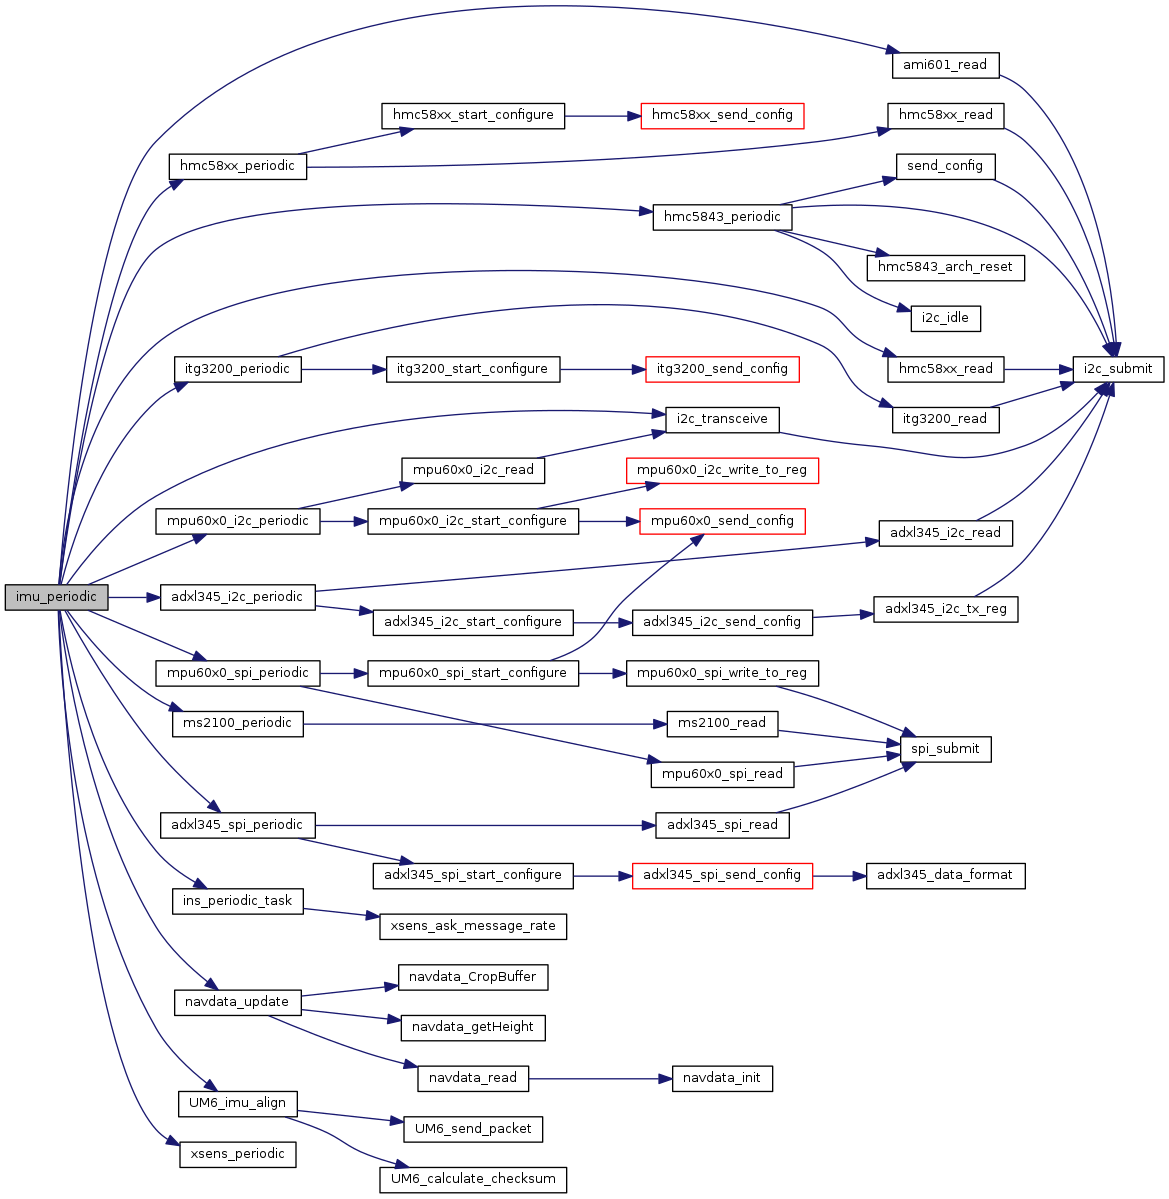 ami601_read
hmc58xx_start_configure
hmc58xx_send_config
hmc58xx_read
hmc58xx_periodic
send_config
hmc5843_periodic
hmc5843_arch_reset
i2c_idle
itg3200_periodic
itg3200_start_configure
itg3200_send_config
hmc58xx_read
i2c_submit
i2c_transceive
itg3200_read
mpu60x0_i2c_read
mpu60x0_i2c_write_to_reg
mpu60x0_i2c_periodic
mpu60x0_i2c_start_configure
mpu60x0_send_config
adxl345_i2c_read
imu_periodic
adxl345_i2c_periodic
adxl345_i2c_start_configure
adxl345_i2c_send_config
adxl345_i2c_tx_reg
mpu60x0_spi_periodic
mpu60x0_spi_start_configure
mpu60x0_spi_write_to_reg
ms2100_periodic
ms2100_read
spi_submit
mpu60x0_spi_read
adxl345_spi_periodic
adxl345_spi_read
adxl345_spi_start_configure
adxl345_spi_send_config
adxl345_data_format
ins_periodic_task
xsens_ask_message_rate
navdata_CropBuffer
navdata_update
navdata_getHeight
navdata_read
navdata_init
UM6_imu_align
UM6_send_packet
xsens_periodic
UM6_calculate_checksum